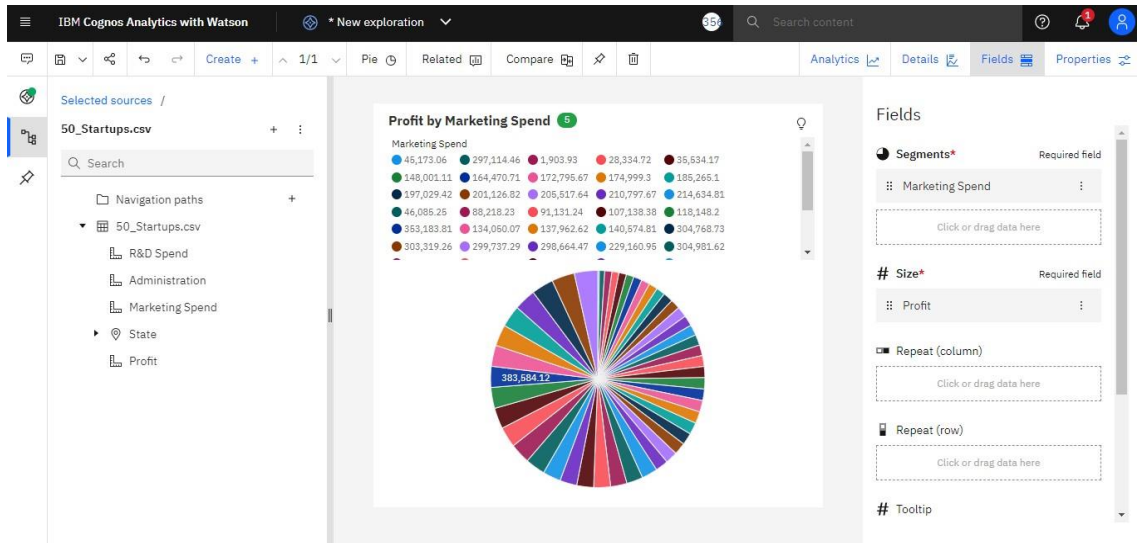 IBM Cognos Analytics with Watson
* New exploration
356
Search content
1
Create +
1/1
Pie
Related
Compare
Analytics
Details
Fields
Properties
Selected sources /
50_Startups.csv
Search
Navigation paths
50_Startups.csv
R&D Spend
Administration
Marketing Spend
State
Profit
Profit by Marketing Spend 5
Marketing Spend
45,173.06 297,114.46 1,903.93 28,334.72 35,534.17
148,001.11 164,470.71 172,795.67 174,999.3 185,265.1
197,029.42 201,126.82 205,517.64 210,797.67 214,634.81
46,085.25 88,218.23 91,131.24 107,138.38 118,148.2
353,183.81 134,050.07 137,962.62 140,574.81 304,768.73
303,319.26 299,737.29 298,664.47 229,160.95 304,981.62
383,584.12
Fields
Segments* Required field
Marketing Spend
Click or drag data here
# Size* Required field
Profit
Repeat (column)
Click or drag data here
Repeat (row)
Click or drag data here
# Tooltip